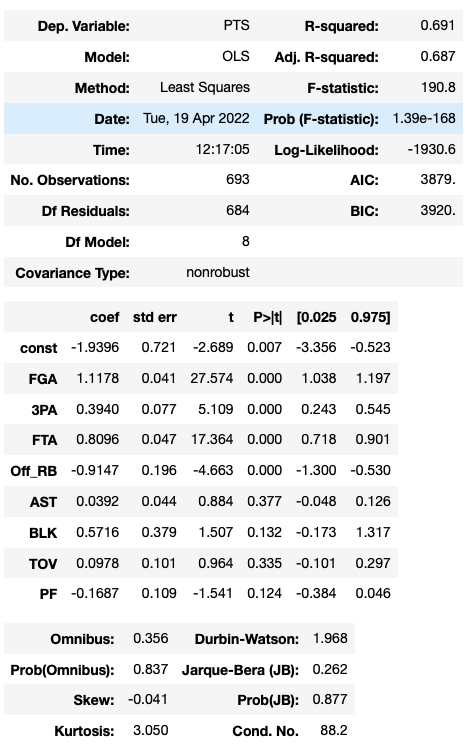 Dep. Variable: PTS R-squared: 0.691
Model: OLS Adj. R-squared: 0.687
Method: Least Squares F-statistic: 190.8
Date: Tue, 19 Apr 2022 Prob (F-statistic): 1.39e-168
Time: 12:17:05 Log-Likelihood: -1930.6
No. Observations: 693 AIC: 3879.
Df Residuals: 684 BIC: 3920.
Df Model: 8
Covariance Type: nonrobust
coef std err t P>|t| [0.025 0.975]
const -1.9396 0.721 -2.689 0.007 -3.356 -0.523
FGA 1.1178 0.041 27.574 0.000 1.038 1.197
3PA 0.3940 0.077 5.109 0.000 0.243 0.545
FTA 0.8096 0.047 17.364 0.000 0.718 0.901
Off_RB -0.9147 0.196 -4.663 0.000 -1.300 -0.530
AST 0.0392 0.044 0.884 0.377 -0.048 0.126
BLK 0.5716 0.379 1.507 0.132 -0.173 1.317
TOV 0.0978 0.101 0.964 0.335 -0.101 0.297
PF -0.1687 0.109 -1.541 0.124 -0.384 0.046
Omnibus: 0.356 Durbin-Watson: 1.968
Prob(Omnibus): 0.837 Jarque-Bera (JB): 0.262
Skew: -0.041 Prob(JB): 0.877
Kurtosis: 3.050 Cond. No. 88.2